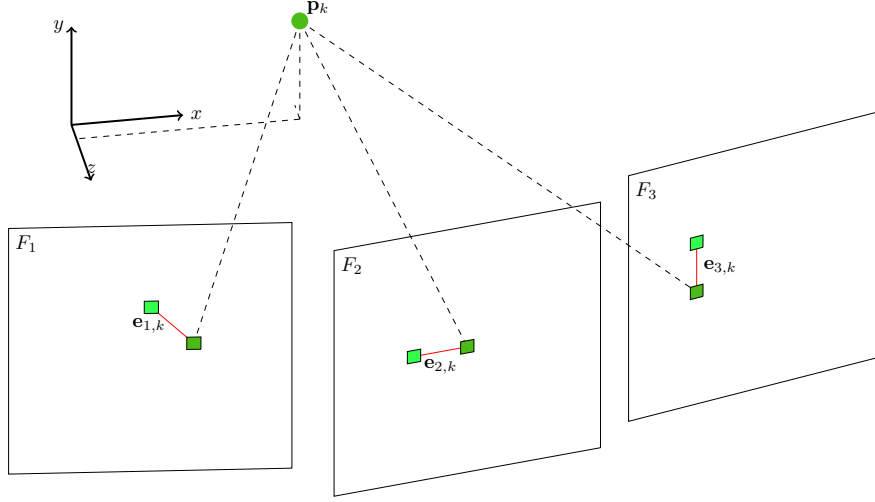 p_k
y
x
z
F_1
F_2
F_3
e_{1,k}
e_{2,k}
e_{3,k}